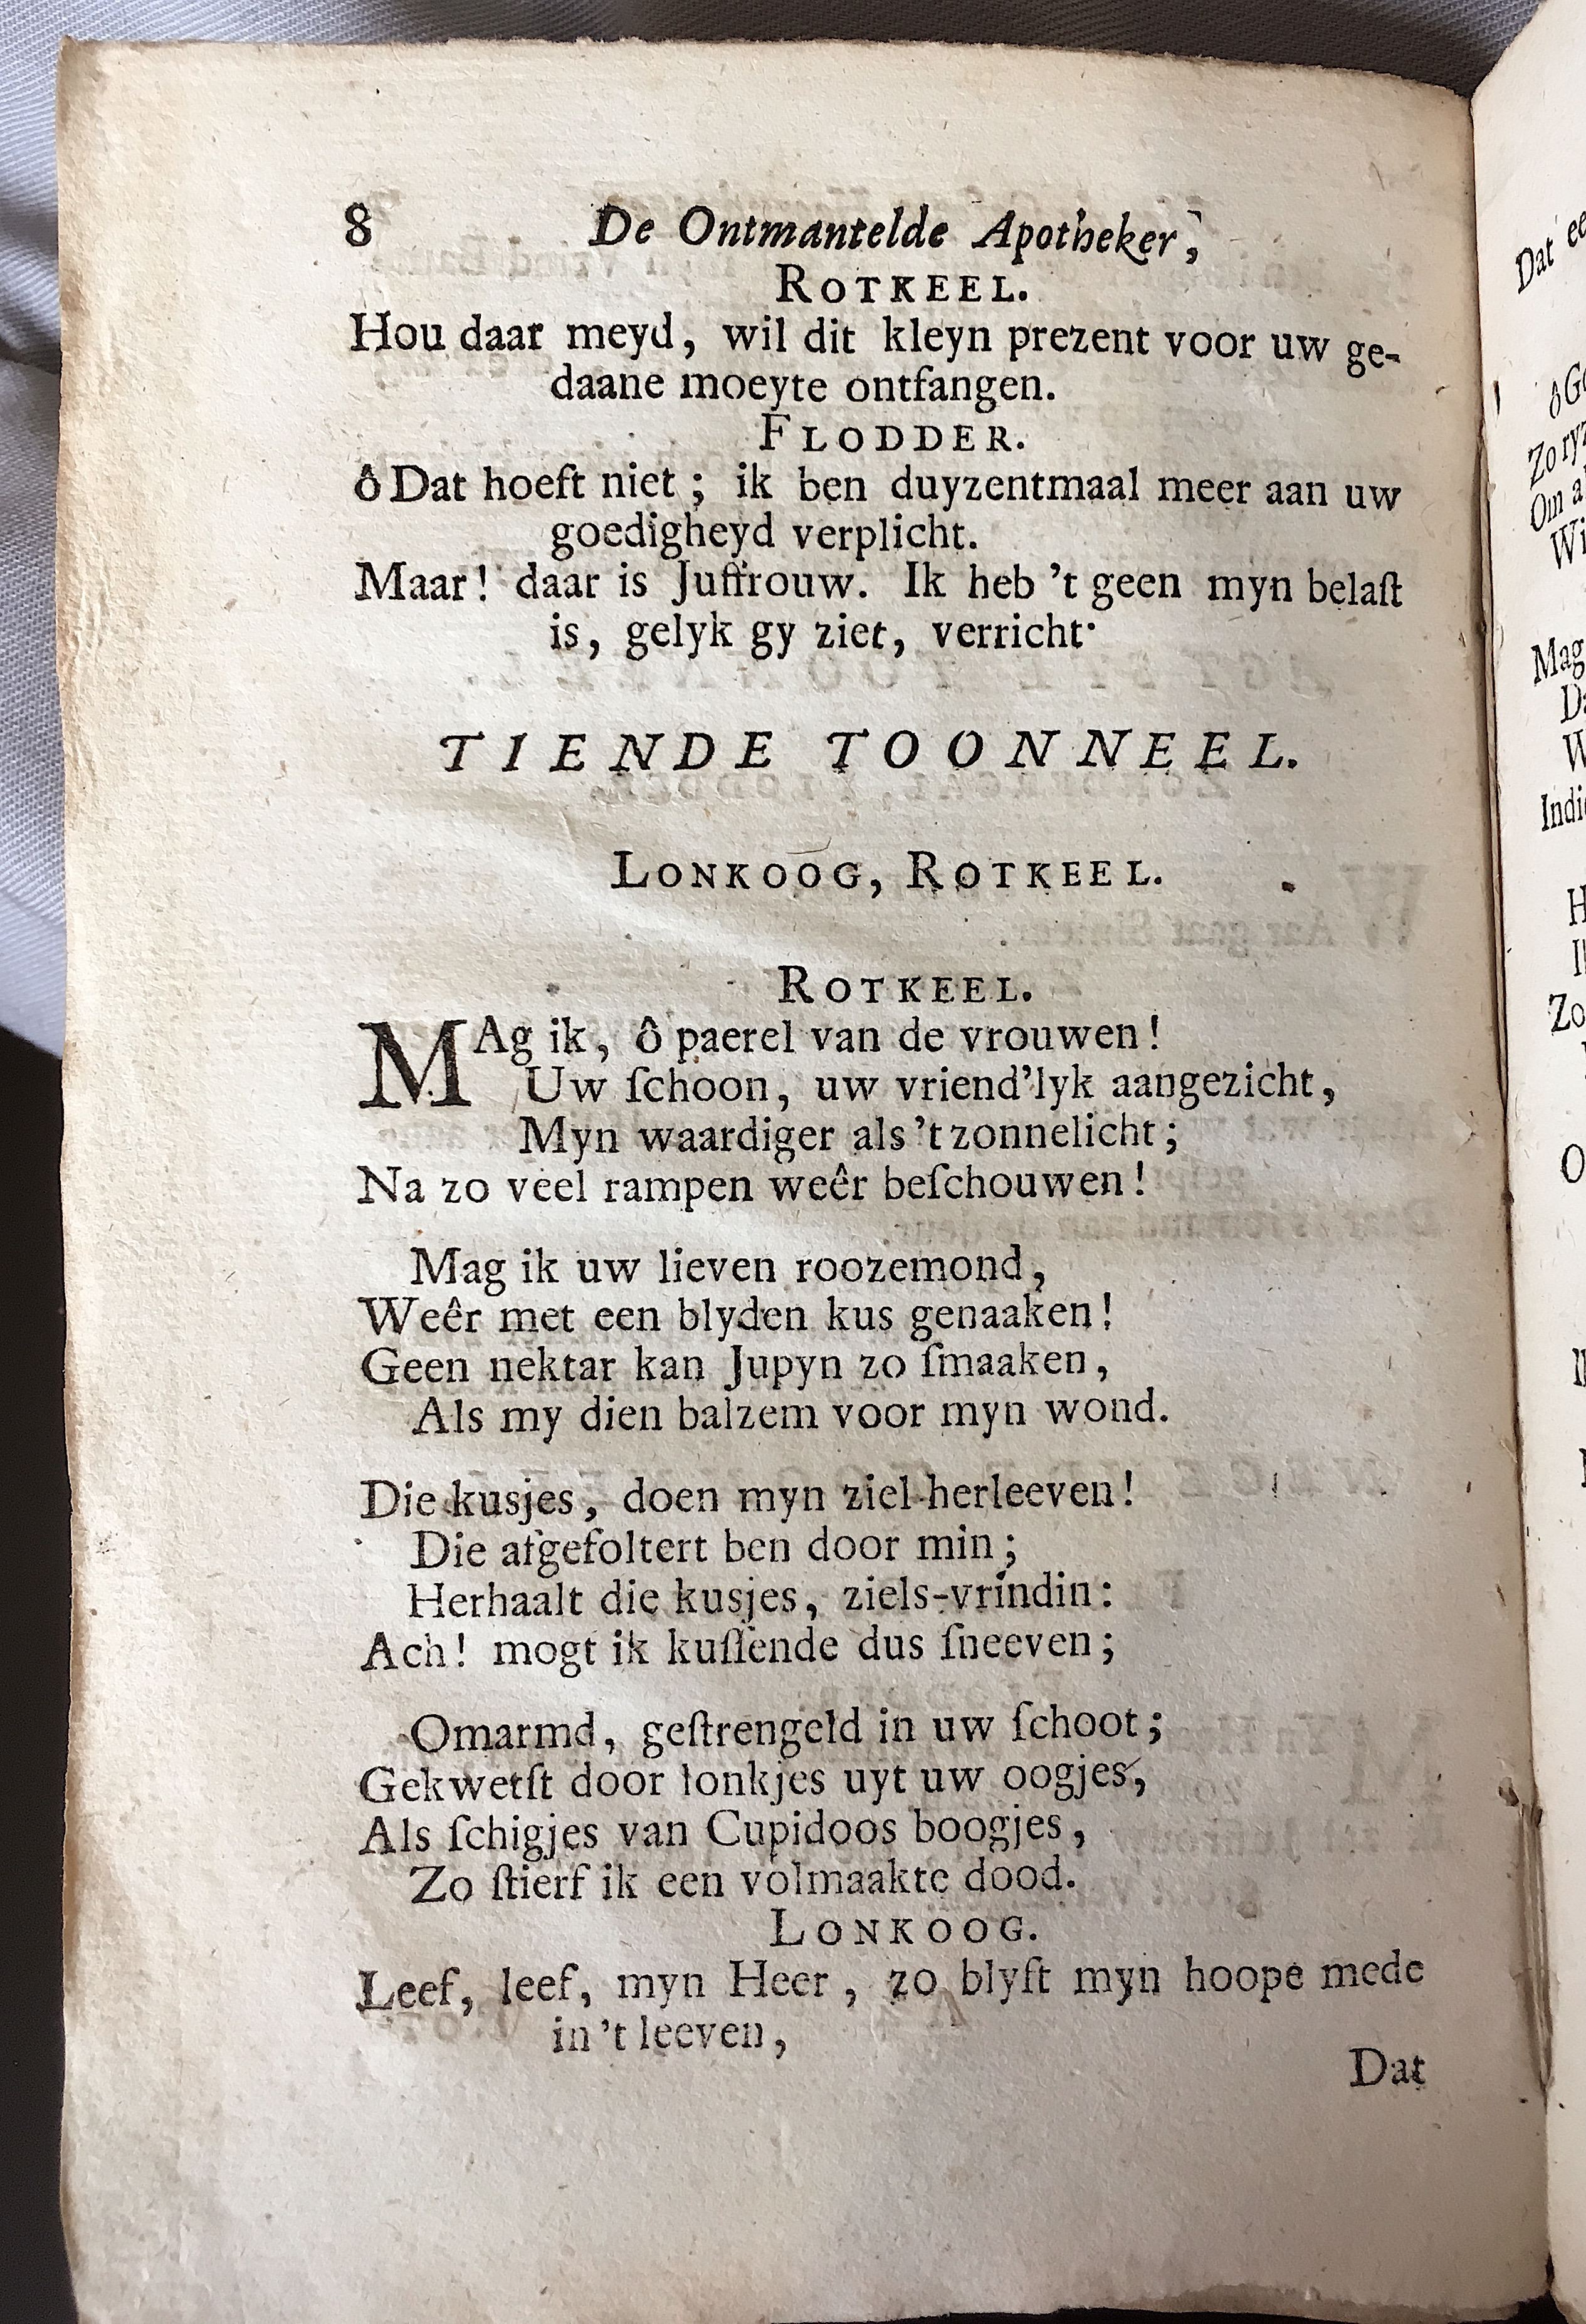 8 De Ontmantelde Apotheker,
ROTKEEL.
Hou daar meyd, wil dit kleyn prezent voor uw ge-
daane moeyte ontfangen.
FLODDER.
ô Dat hoeft niet; ik ben duyzentmaal meer aan uw
goedigheyd verplicht.
Maar! daar is Juffrouw. Ik heb 't geen myn belaſt
is, gelyk gy ziet, verricht·
TIENDE TOONNEEL.
LONKOOG, ROTKEEL.
ROTKEEL.
MAg ik, ô paerel van de vrouwen!
Uw ſchoon, uw vriend'lyk aangezicht,
Myn waardiger als 't zonnelicht;
Na zo veel rampen weêr beſchouwen!
Mag ik uw lieven roozemond,
Weêr met een blyden kus genaaken!
Geen nektar kan Jupyn zo ſmaaken,
Als my dien balzem voor myn wond.
Die kusjes, doen myn ziel herleeven!
Die afgefoltert ben door min;
Herhaalt die kusjes, ziels-vrindin:
Ach! mogt ik kuſſende dus ſneeven;
Omarmd, geſtrengeld in uw ſchoot;
Gekwetſt door lonkjes uyt uw oogjes,
Als ſchigjes van Cupidoos boogjes,
Zo ſtierf ik een volmaakte dood.
LONKOOG.
Leef, leef, myn Heer, zo blyft myn hoope mede
in 't leeven,
Dat